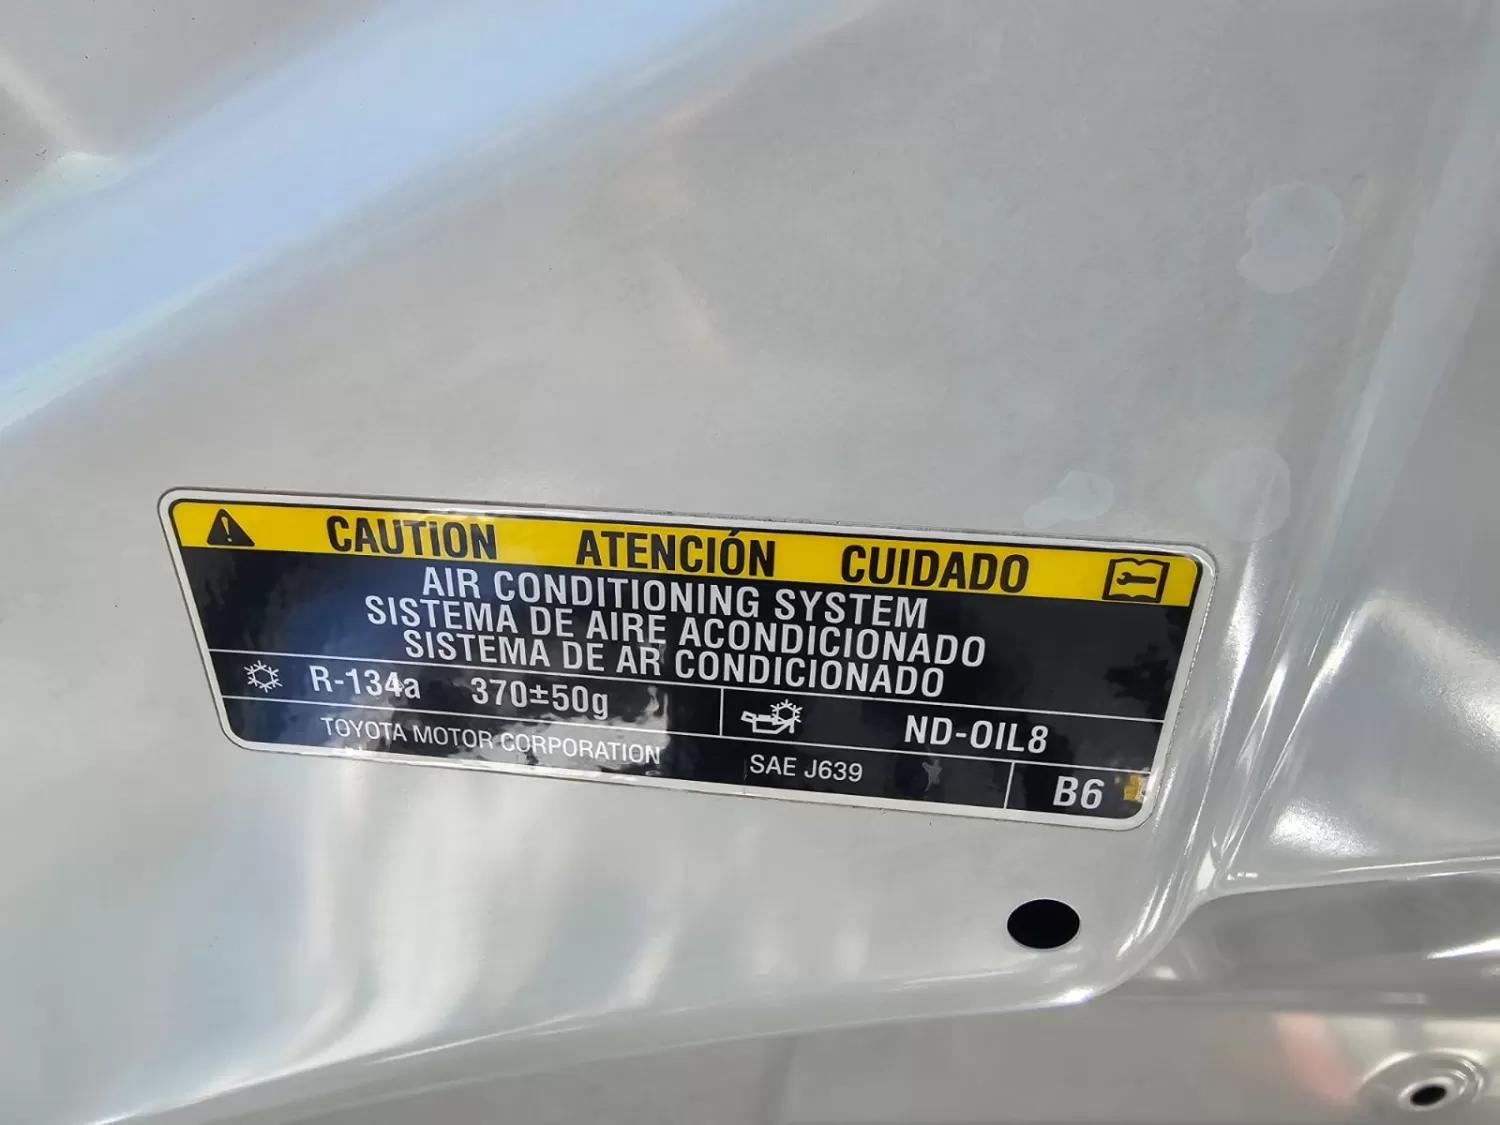 CAUTION ATENCIÓN CUIDADO
AIR CONDITIONING SYSTEM
SISTEMA DE AIRE ACONDICIONADO
SISTEMA DE AR CONDICIONADO
R-134a 370±50g
ND-OIL8
TOYOTA MOTOR CORPORATION
SAE J639
B6